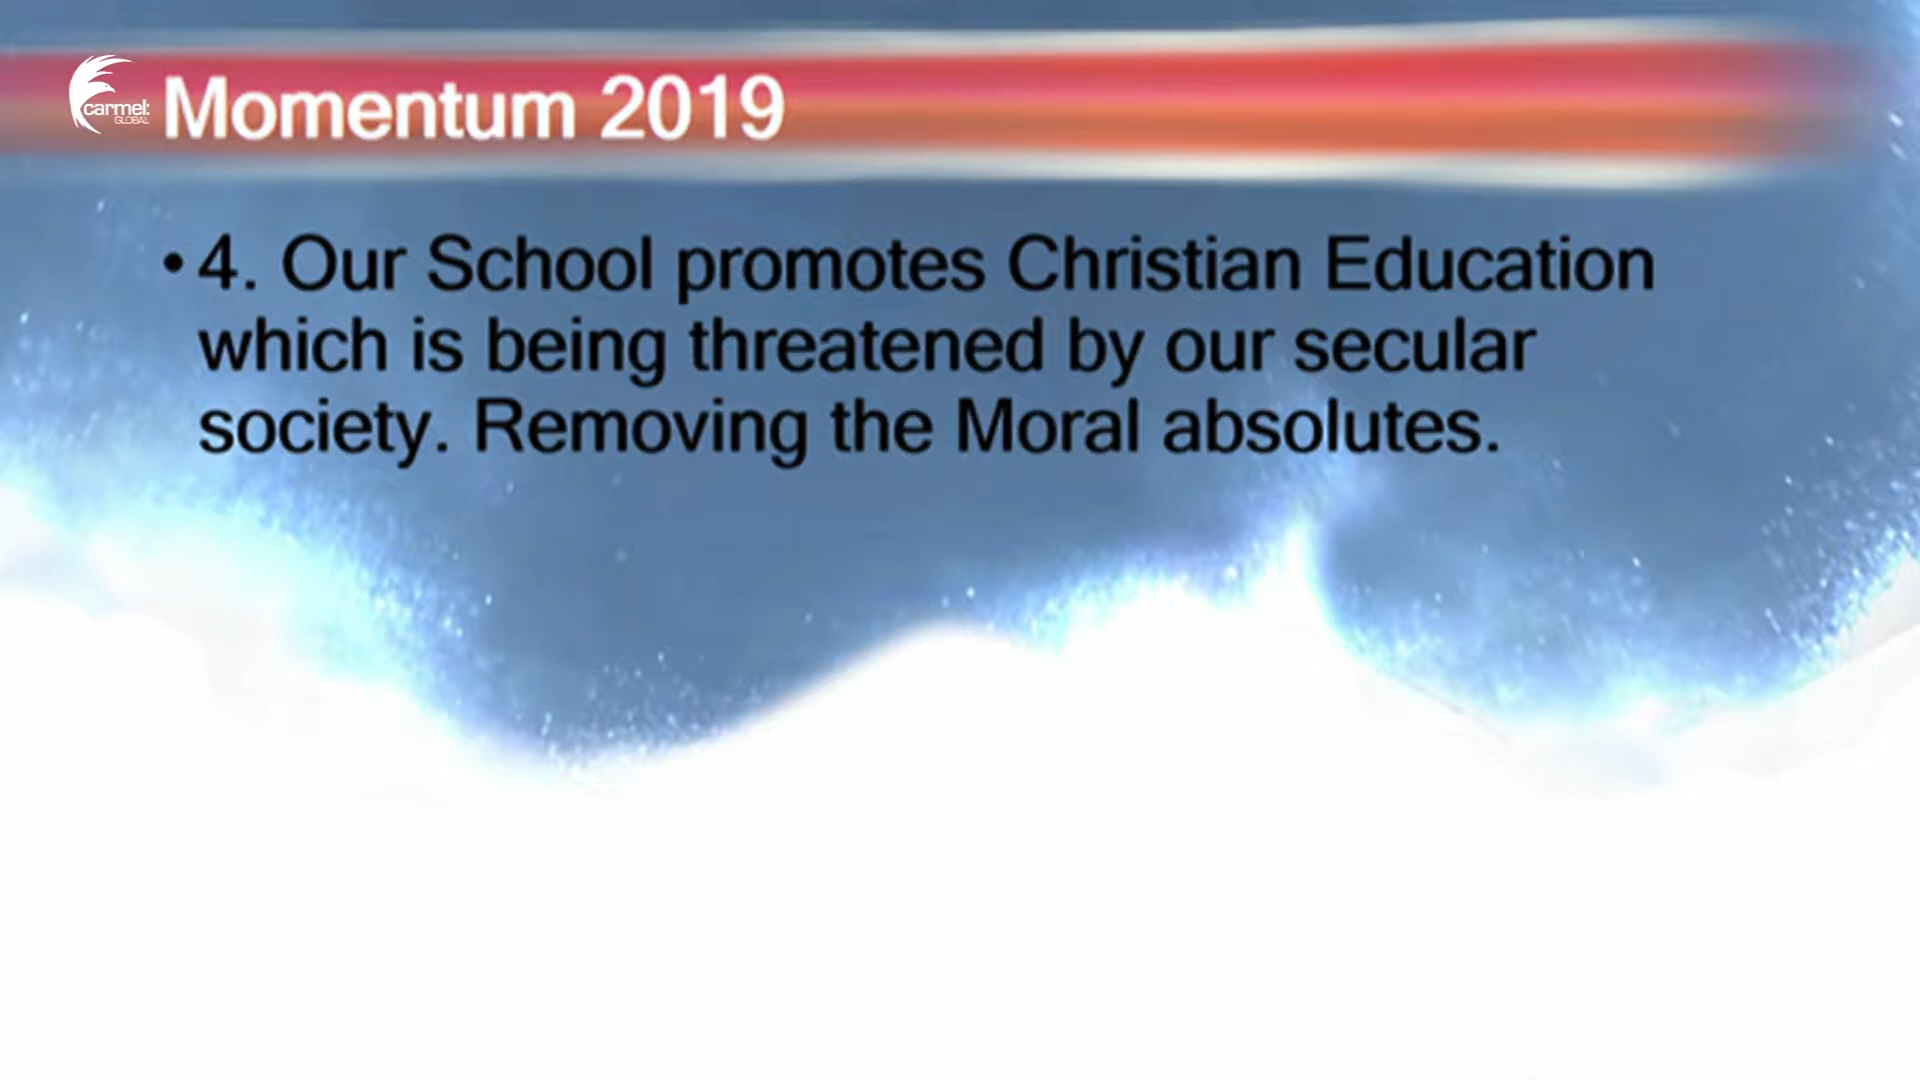 carmel:
GLOBAL
Momentum 2019
• 4. Our School promotes Christian Education
which is being threatened by our secular
society. Removing the Moral absolutes.